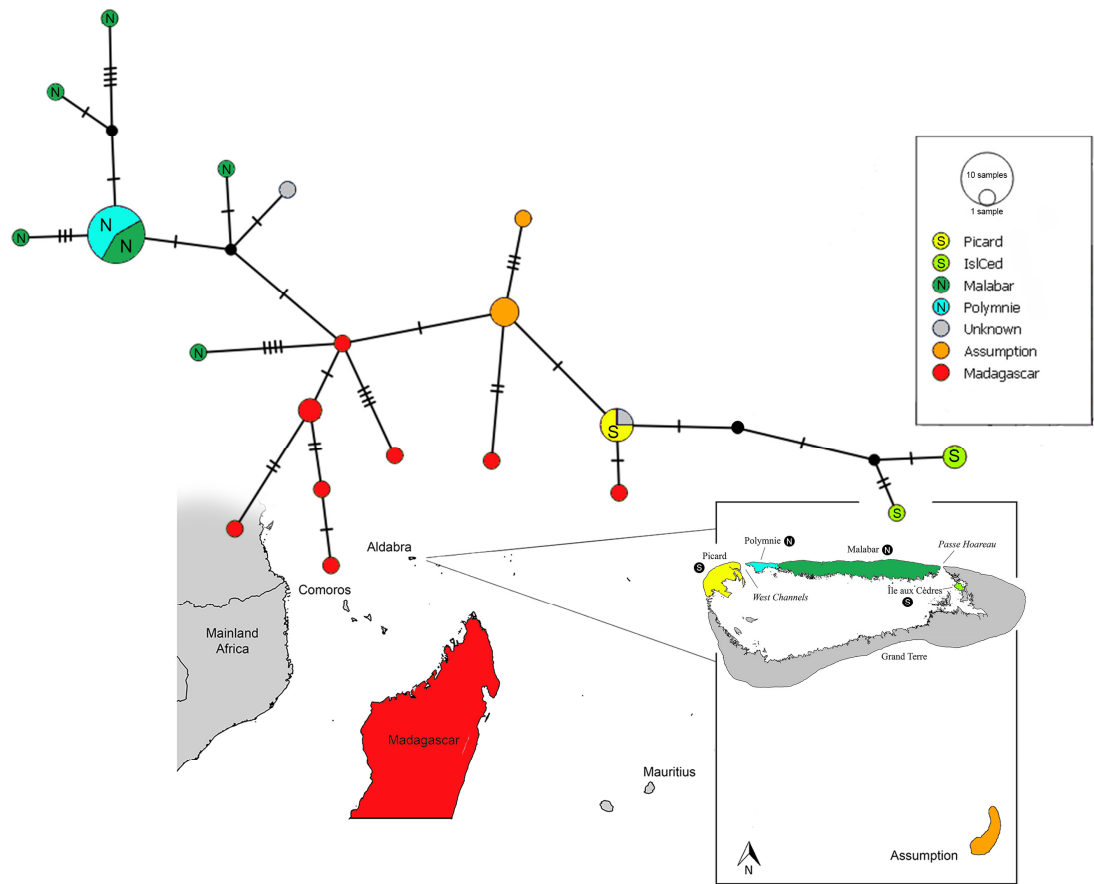 N
N
N
N
N
N
N
S
S
S
10 samples
1 sample
S Picard
S IslCed
N Malabar
N Polymnie
Unknown
Assumption
Madagascar
Aldabra
Comoros
Mainland
Africa
Madagascar
Mauritius
Polymnie N
Malabar N
Passe Hoareau
Picard
S
West Channels
Île aux Cèdres
S
Grand Terre
Assumption
N